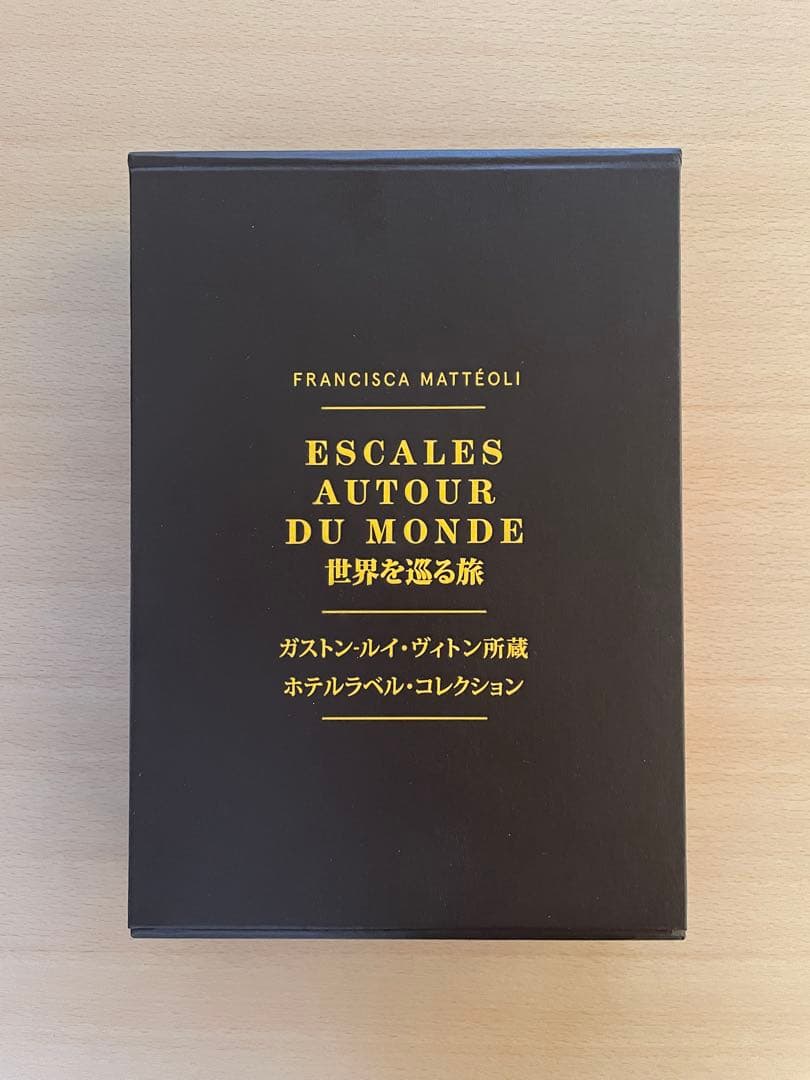 FRANCISCA MATTÉOLI
ESCALES
AUTOUR
DU MONDE
世界を巡る旅
ガストン-ルイ・ヴィトン所蔵
ホテルラベル・コレクション